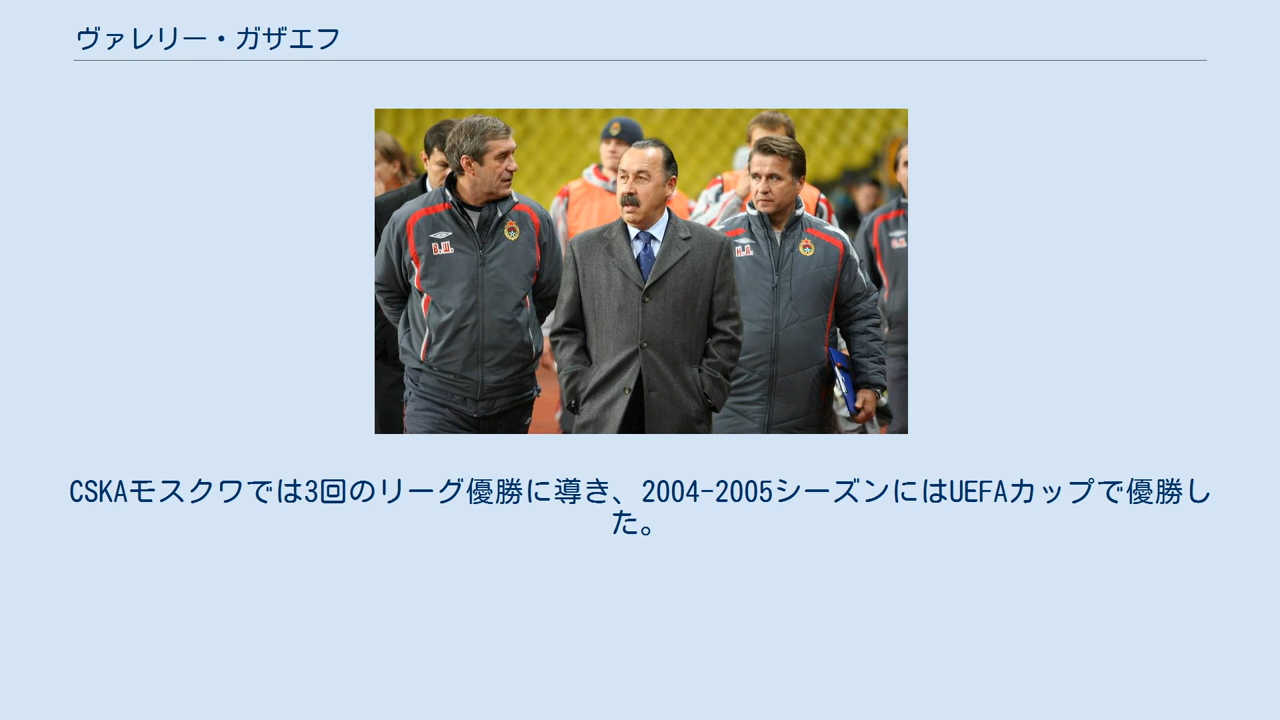 ヴァレリー・ガザエフ
В.Ш.
N.A.
CSKAモスクワでは3回のリーグ優勝に導き、2004-2005シーズンにはUEFAカップで優勝し
た。